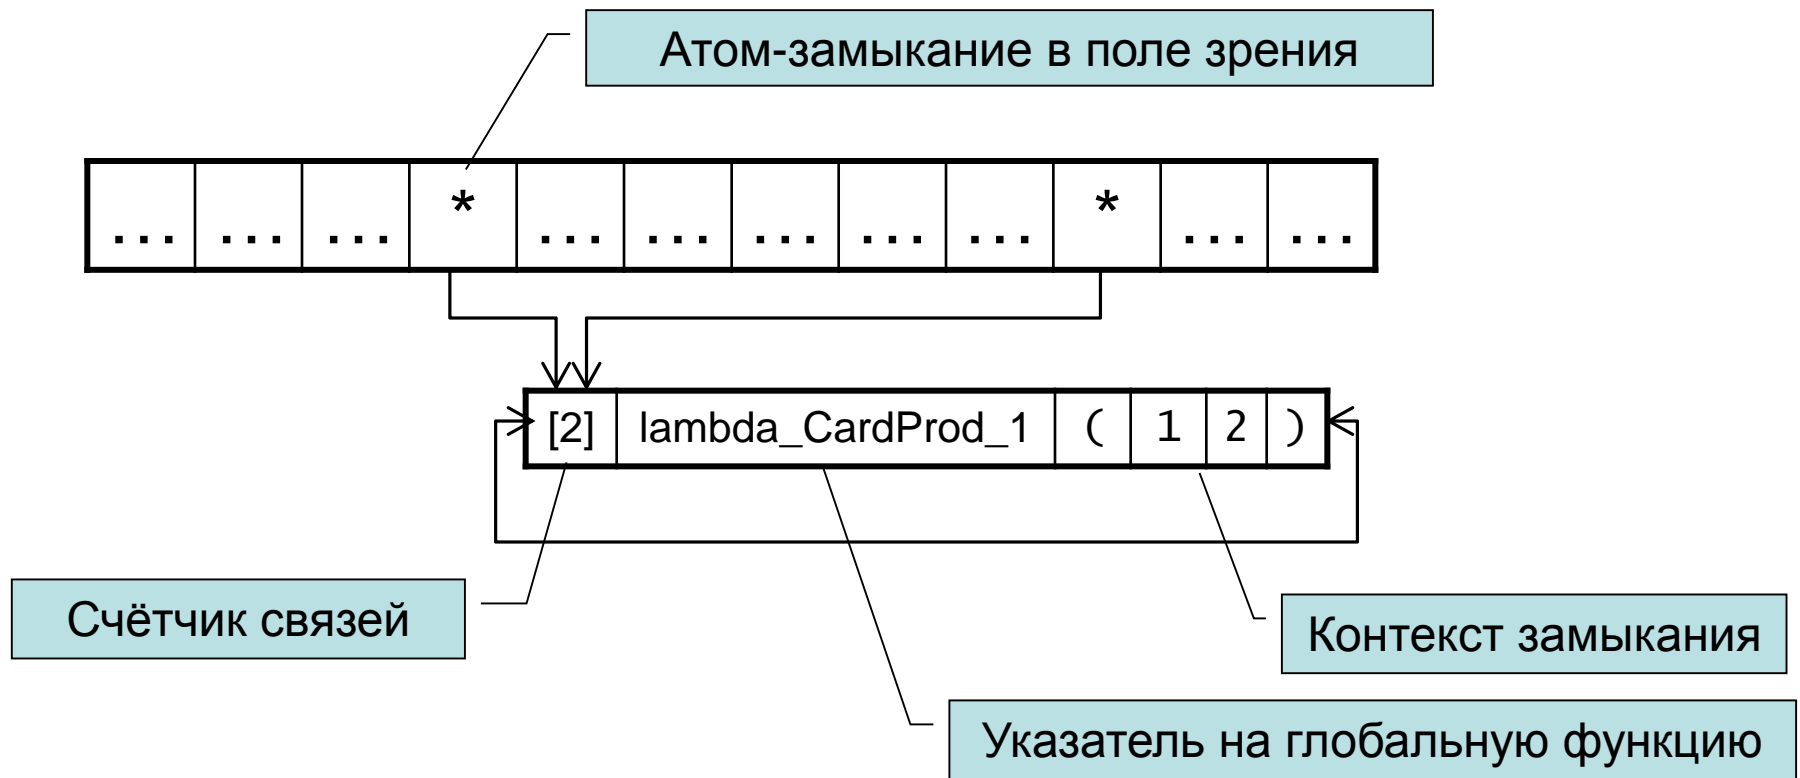 Атом-замыкание в поле зрения
... ... ... * ... ... ... ... ... * ... ...
[2] lambda_CardProd_1 ( 1 2 )
Счётчик связей
Контекст замыкания
Указатель на глобальную функцию